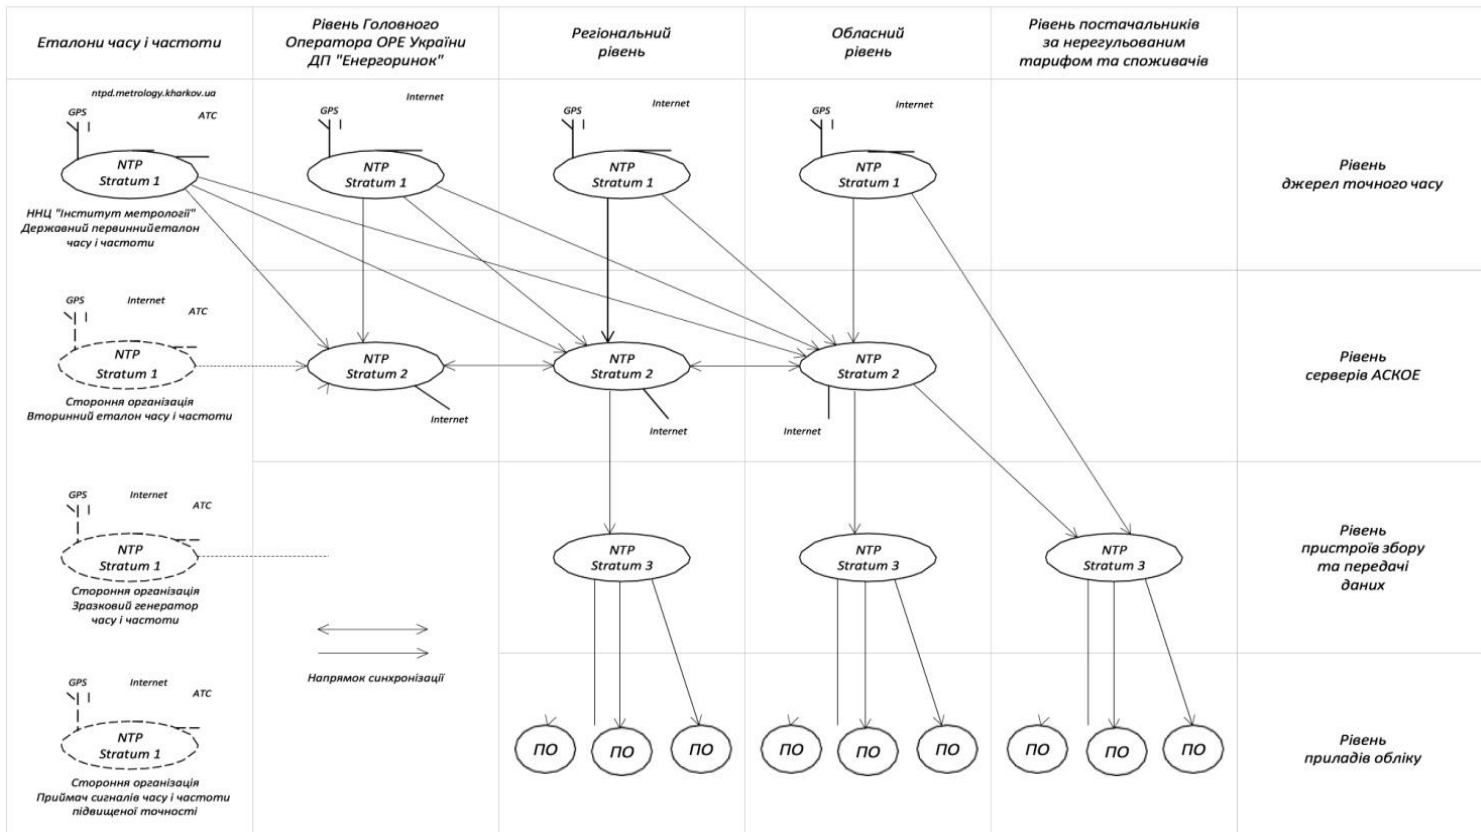 Еталони часу і частоти
Рівень Головного
Оператора ОРЕ України
ДП "Енергоринок"
Регіональний
рівень
Обласний
рівень
Рівень постачальників
за нерегульованим
тарифом та споживачів
ntpd.metrology.kharkov.ua
GPS
АТС
NTP
Stratum 1
ННЦ "Інститут метрології"
Державний первиннийеталон
часу і частоти
GPS
Internet
NTP
Stratum 1
GPS
Internet
NTP
Stratum 1
GPS
Internet
NTP
Stratum 1
Рівень
джерел точного часу
GPS
Internet
АТС
NTP
Stratum 1
Стороння організація
Вторинний еталон часу і частоти
NTP
Stratum 2
Internet
NTP
Stratum 2
Internet
NTP
Stratum 2
Internet
Рівень
серверів АСКОЕ
GPS
Internet
АТС
NTP
Stratum 1
Стороння організація
Зразковий генератор
часу і частоти
NTP
Stratum 3
NTP
Stratum 3
NTP
Stratum 3
Рівень
пристроїв збору
та передачі
даних
Напрямок синхронізації
GPS
Internet
АТС
NTP
Stratum 1
Стороння організація
Приймач сигналів часу і частоти
підвищеної точності
ПО
ПО
ПО
ПО
ПО
ПО
ПО
ПО
ПО
Рівень
приладів обліку